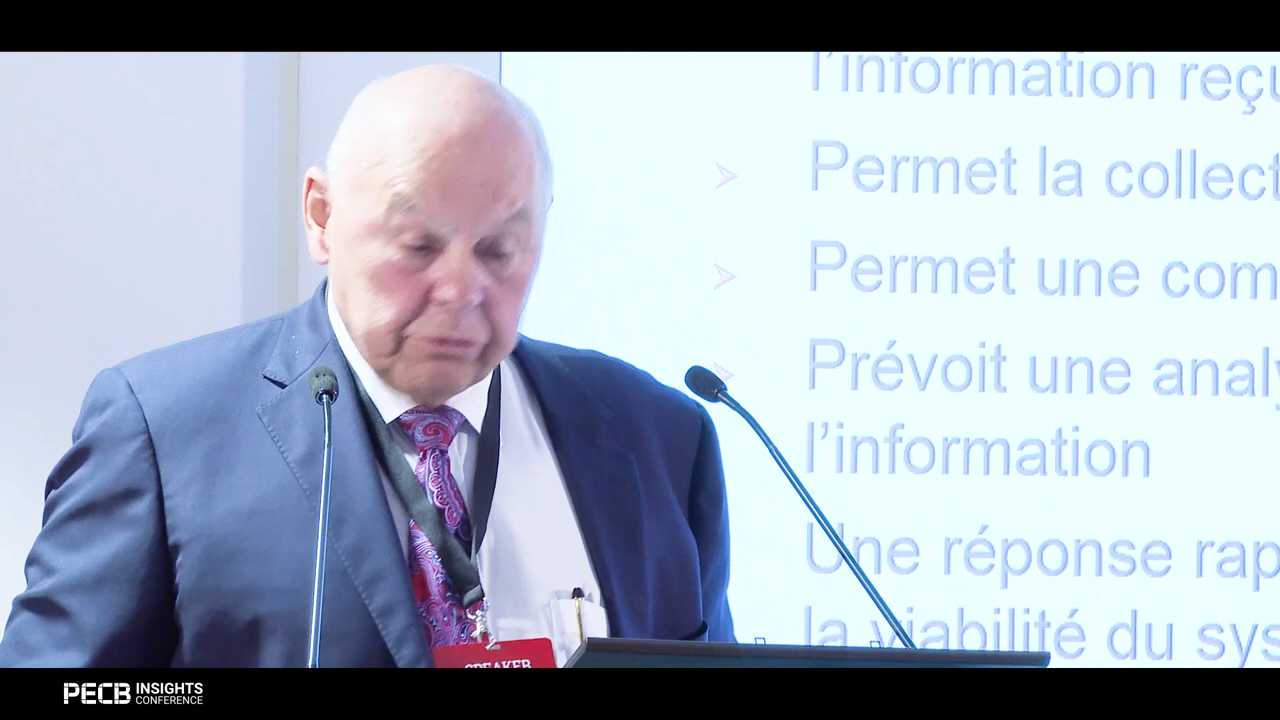 l'information reçu
Permet la collect
Permet une com
Prévoit une analy
l'information
Une réponse rap
la viabilité du sys
SPEAKER
PECB INSIGHTS
CONFERENCE